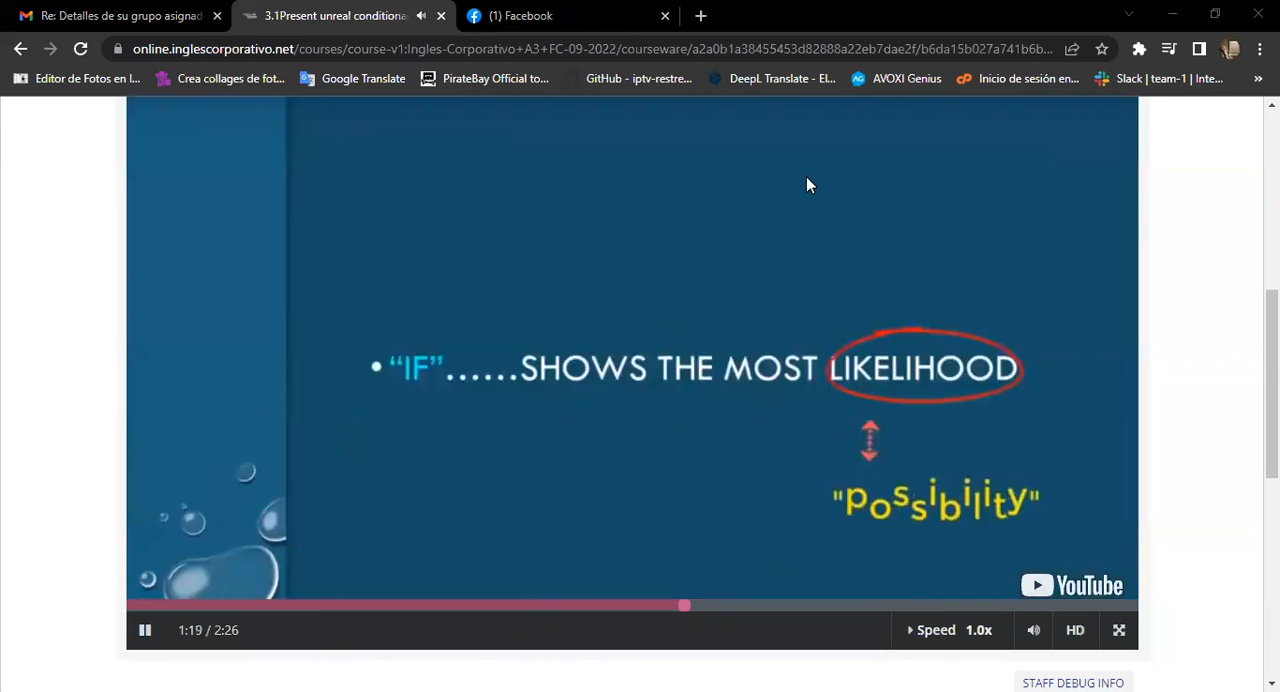 Re: Detalles de su grupo asignad
3.1Present unreal conditiona
(1) Facebook
online.inglescorporativo.net/courses/course-v1:Ingles-Corporativo+A3+FC-09-2022/courseware/a2a0b1a38455453d82888a22eb7dae2f/b6da15b027a741b6b...
Editor de Fotos en l...
Crea collages de fot...
Google Translate
PirateBay Official to...
GitHub - iptv-restre...
DeepL Translate - El...
AVOXI Genius
Inicio de sesión en...
Slack | team-1 | Inte...
• "IF"......SHOWS THE MOST LIKELIHOOD
"possibility"
YouTube
1:19 / 2:26
Speed 1.0x
HD
STAFF DEBUG INFO